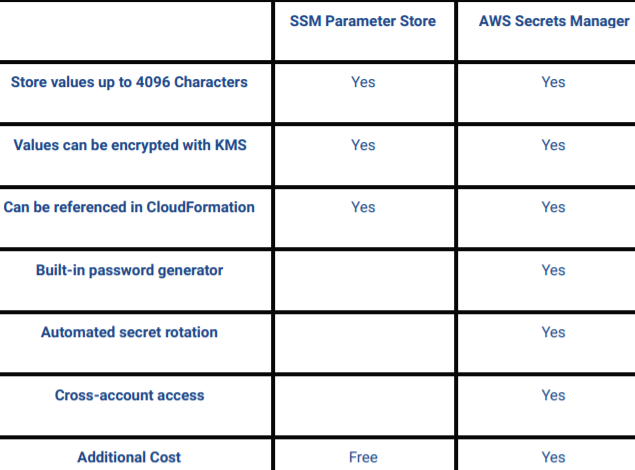 SSM Parameter Store AWS Secrets Manager
Store values up to 4096 Characters Yes Yes
Values can be encrypted with KMS Yes Yes
Can be referenced in CloudFormation Yes Yes
Built-in password generator Yes
Automated secret rotation Yes
Cross-account access Yes
Additional Cost Free Yes